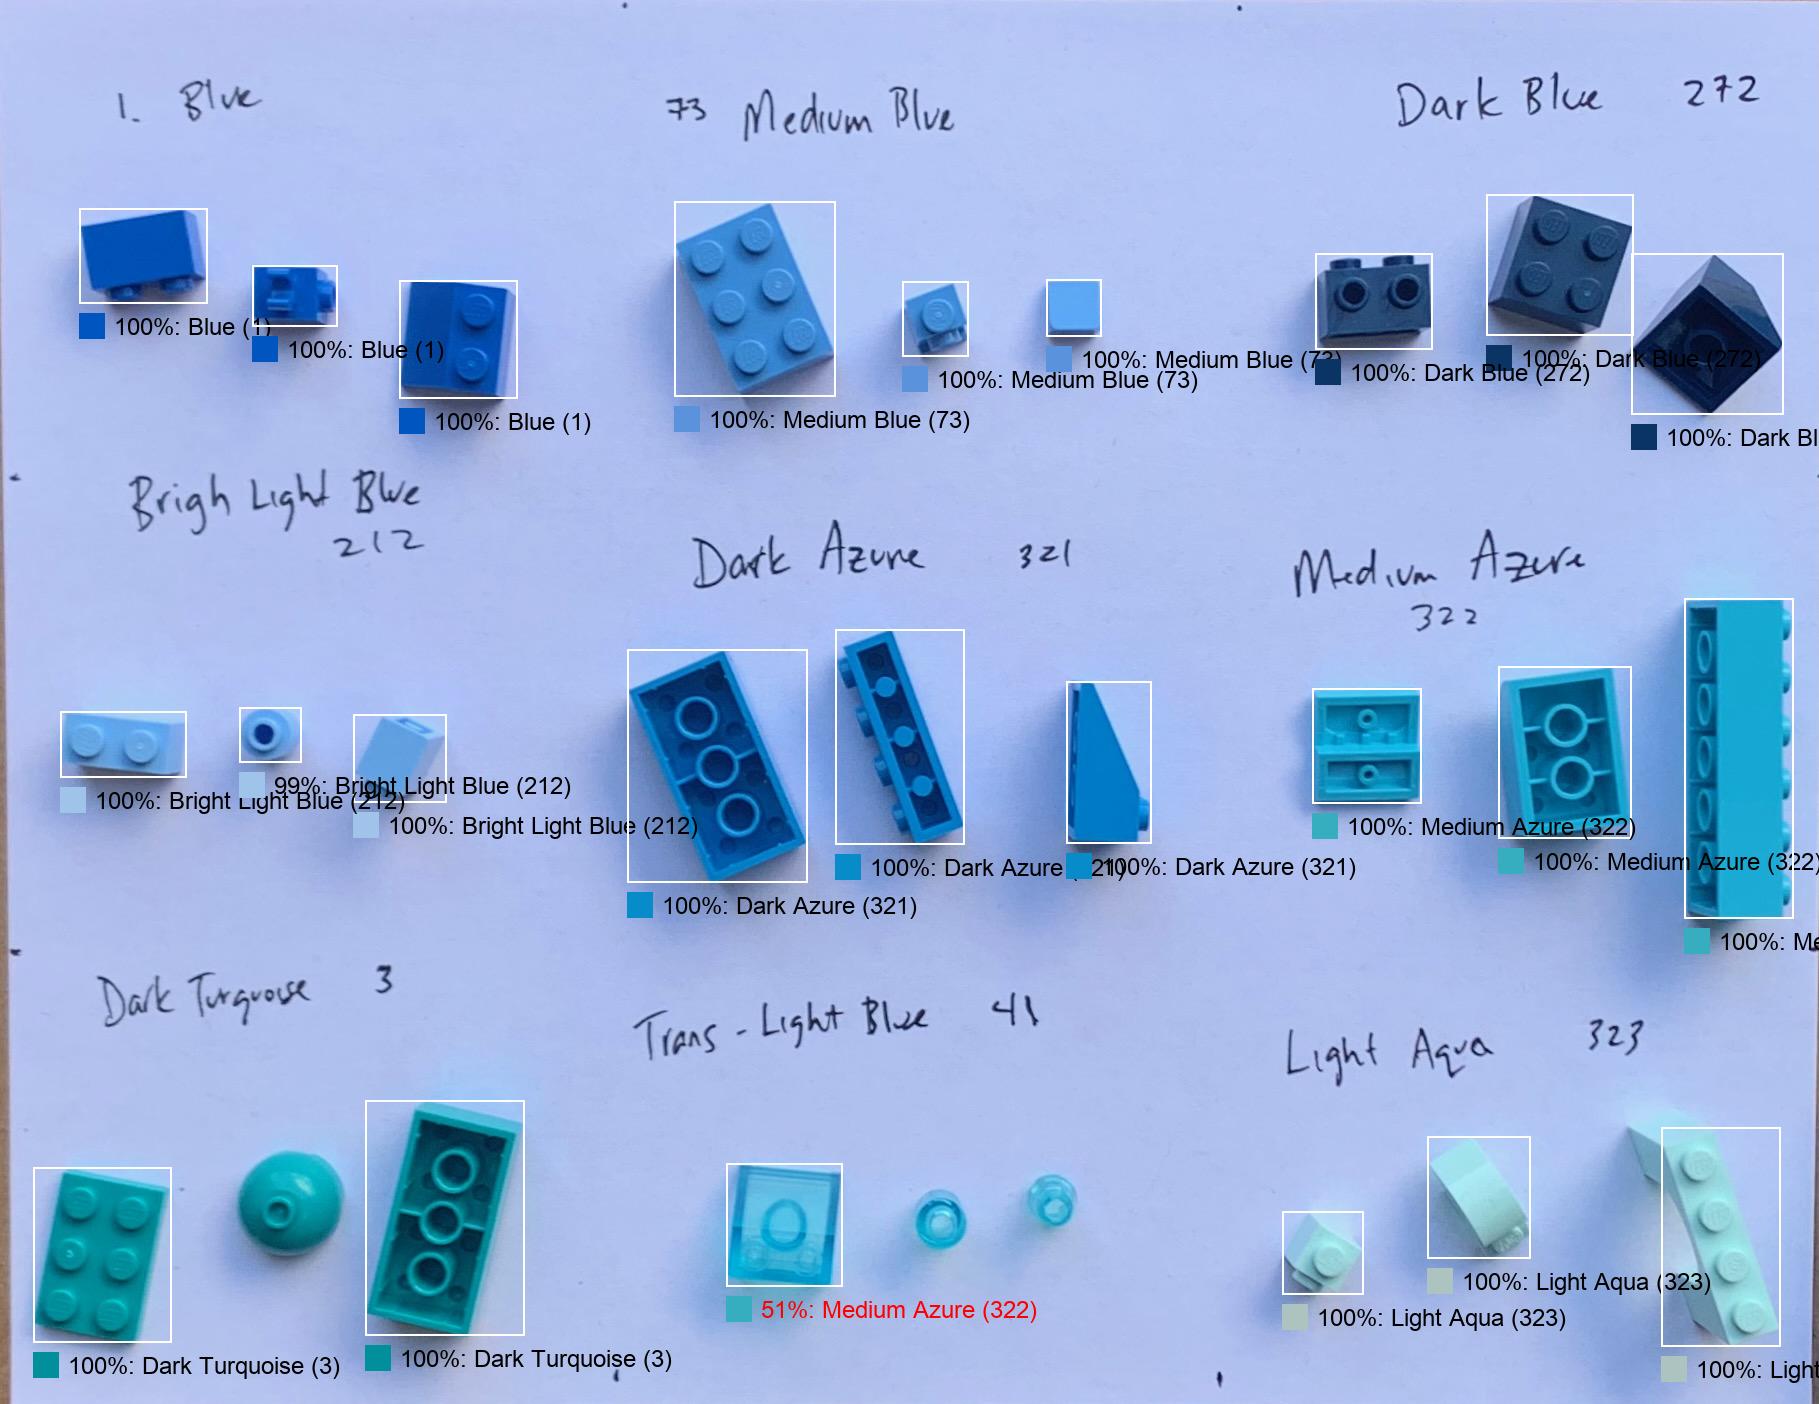 1. Blue
73 Medium Blue
Dark Blue 272
100%: Blue (1)
100%: Blue (1)
100%: Blue (1)
100%: Medium Blue (73)
100%: Medium Blue (73)
100%: Medium Blue (73)
100%: Dark Blue (272)
100%: Dark Blue (272)
100%: Dark Bl
Brigh Light Blue
212
Dark Azure 321
Medium Azure
322
100%: Bright Light Blue (212)
99%: Bright Light Blue (212)
100%: Bright Light Blue (212)
100%: Dark Azure (321)
100%: Dark Azure (321)
100%: Dark Azure (321)
100%: Medium Azure (322)
100%: Medium Azure (322)
100%: Me
Dark Turquoise 3
Trans-Light Blue 41
Light Aqua 323
100%: Dark Turquoise (3)
100%: Dark Turquoise (3)
51%: Medium Azure (322)
100%: Light Aqua (323)
100%: Light Aqua (323)
100%: Light